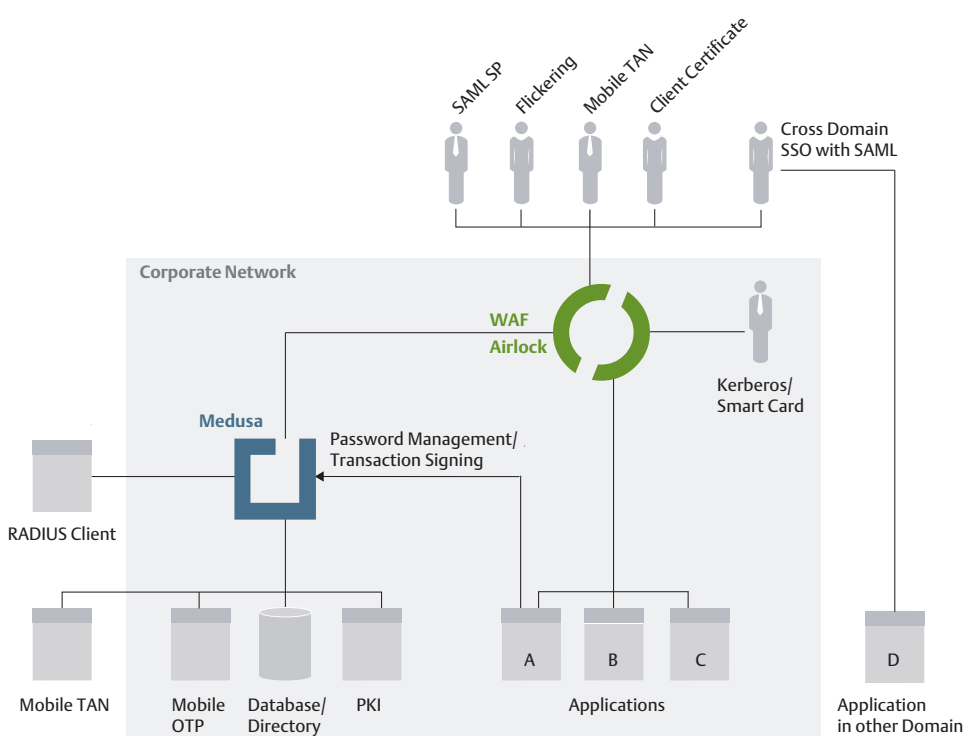 SAML SP
Flickering
Mobile TAN
Client Certificate
Cross Domain
SSO with SAML
Corporate Network
WAF
Airlock
Kerberos/
Smart Card
Medusa
Password Management/
Transaction Signing
RADIUS Client
A
B
C
D
Mobile TAN
Mobile
OTP
Database/
Directory
PKI
Applications
Application
in other Domain